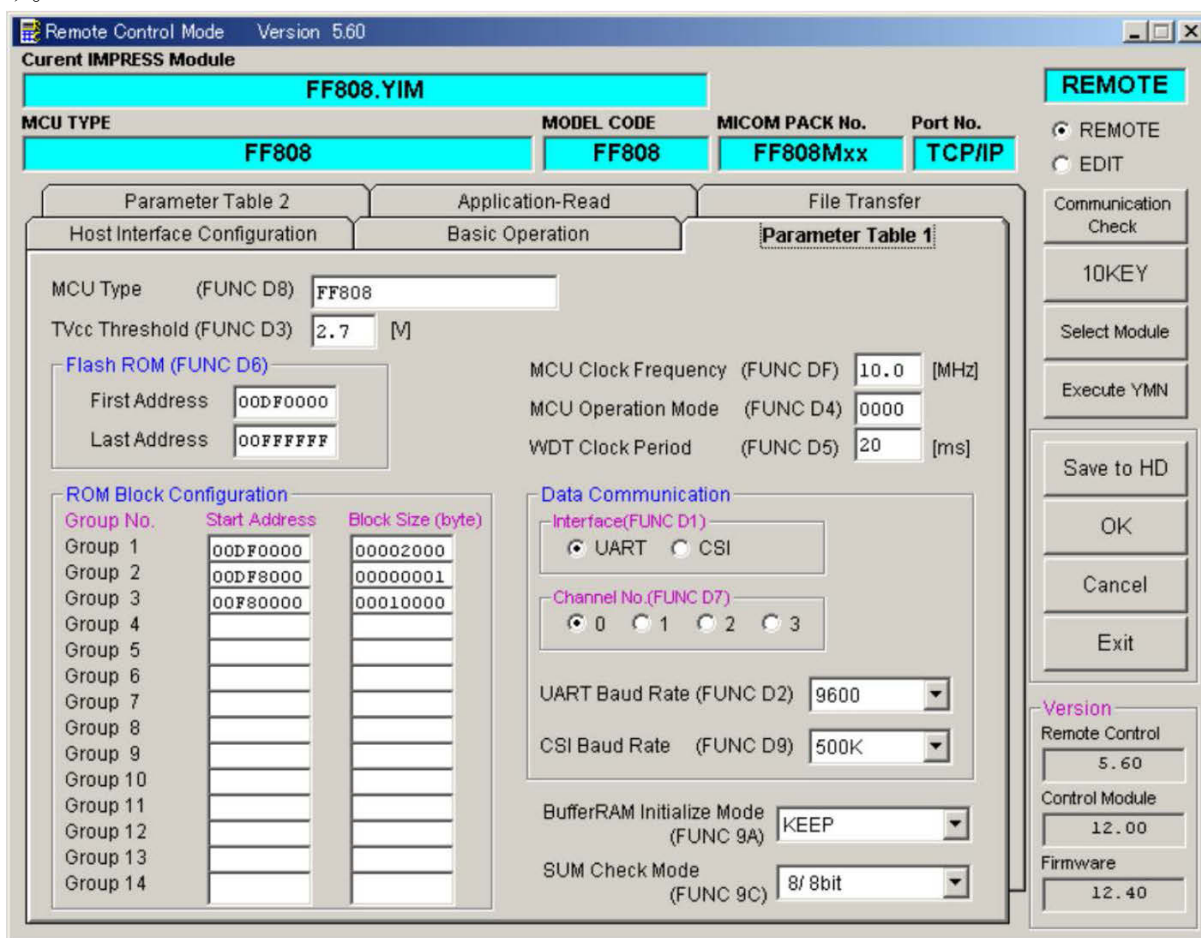 Remote Control Mode Version 5.60
Curent IMPRESS Module
FF808.YIM
REMOTE
MCU TYPE MODEL CODE MICOM PACK No. Port No.
FF808 FF808 FF808Mxx TCP/IP
REMOTE
EDIT
Parameter Table 2 Application-Read File Transfer
Host Interface Configuration Basic Operation Parameter Table 1
MCU Type (FUNC D8) FF808
TVcc Threshold (FUNC D3) 2.7 [V]
Flash ROM (FUNC D6)
First Address 00DF0000
Last Address 00FFFFFF
MCU Clock Frequency (FUNC DF) 10.0 [MHz]
MCU Operation Mode (FUNC D4) 0000
WDT Clock Period (FUNC D5) 20 [ms]
ROM Block Configuration
Group No. Start Address Block Size (byte)
Group 1 00DF0000 00002000
Group 2 00DF8000 00000001
Group 3 00F80000 00010000
Group 4
Group 5
Group 6
Group 7
Group 8
Group 9
Group 10
Group 11
Group 12
Group 13
Group 14
Data Communication
Interface(FUNC D1)
UART CSI
Channel No.(FUNC D7)
0 1 2 3
UART Baud Rate (FUNC D2) 9600
CSI Baud Rate (FUNC D9) 500K
BufferRAM Initialize Mode
(FUNC 9A) KEEP
SUM Check Mode
(FUNC 9C) 8/ 8bit
Communication
Check
10KEY
Select Module
Execute YMN
Save to HD
OK
Cancel
Exit
Version
Remote Control
5.60
Control Module
12.00
Firmware
12.40